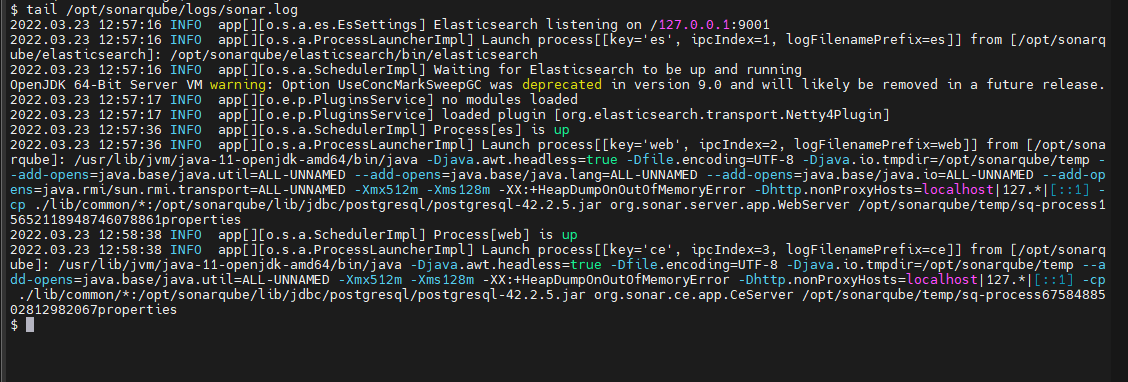 $ tail /opt/sonarqube/logs/sonar.log
2022.03.23 12:57:16 INFO  app[][o.s.a.es.EsSettings] Elasticsearch listening on /127.0.0.1:9001
2022.03.23 12:57:16 INFO  app[][o.s.a.ProcessLauncherImpl] Launch process[[key='es', ipcIndex=1, logFilenamePrefix=es]] from [/opt/sonarq
ube/elasticsearch]: /opt/sonarqube/elasticsearch/bin/elasticsearch
2022.03.23 12:57:16 INFO  app[][o.s.a.SchedulerImpl] Waiting for Elasticsearch to be up and running
OpenJDK 64-Bit Server VM warning: Option UseConcMarkSweepGC was deprecated in version 9.0 and will likely be removed in a future release.
2022.03.23 12:57:17 INFO  app[][o.e.p.PluginsService] no modules loaded
2022.03.23 12:57:17 INFO  app[][o.e.p.PluginsService] loaded plugin [org.elasticsearch.transport.Netty4Plugin]
2022.03.23 12:57:36 INFO  app[][o.s.a.SchedulerImpl] Process[es] is up
2022.03.23 12:57:36 INFO  app[][o.s.a.ProcessLauncherImpl] Launch process[[key='web', ipcIndex=2, logFilenamePrefix=web]] from [/opt/sona
rqube]: /usr/lib/jvm/java-11-openjdk-amd64/bin/java -Djava.awt.headless=true -Dfile.encoding=UTF-8 -Djava.io.tmpdir=/opt/sonarqube/temp -
-add-opens=java.base/java.util=ALL-UNNAMED --add-opens=java.base/java.lang=ALL-UNNAMED --add-opens=java.base/java.io=ALL-UNNAMED --add-op
ens=java.rmi/sun.rmi.transport=ALL-UNNAMED -Xmx512m -Xms128m -XX:+HeapDumpOnOutOfMemoryError -Dhttp.nonProxyHosts=localhost|127.*|[::1] -
cp ./lib/common/*:/opt/sonarqube/lib/jdbc/postgresql/postgresql-42.2.5.jar org.sonar.server.app.WebServer /opt/sonarqube/temp/sq-process1
5652118948746078861properties
2022.03.23 12:58:38 INFO  app[][o.s.a.SchedulerImpl] Process[web] is up
2022.03.23 12:58:38 INFO  app[][o.s.a.ProcessLauncherImpl] Launch process[[key='ce', ipcIndex=3, logFilenamePrefix=ce]] from [/opt/sonarq
ube]: /usr/lib/jvm/java-11-openjdk-amd64/bin/java -Djava.awt.headless=true -Dfile.encoding=UTF-8 -Djava.io.tmpdir=/opt/sonarqube/temp --a
dd-opens=java.base/java.util=ALL-UNNAMED -Xmx512m -Xms128m -XX:+HeapDumpOnOutOfMemoryError -Dhttp.nonProxyHosts=localhost|127.*|[::1] -cp
 ./lib/common/*:/opt/sonarqube/lib/jdbc/postgresql/postgresql-42.2.5.jar org.sonar.ce.app.CeServer /opt/sonarqube/temp/sq-process67584885
02812982067properties
$